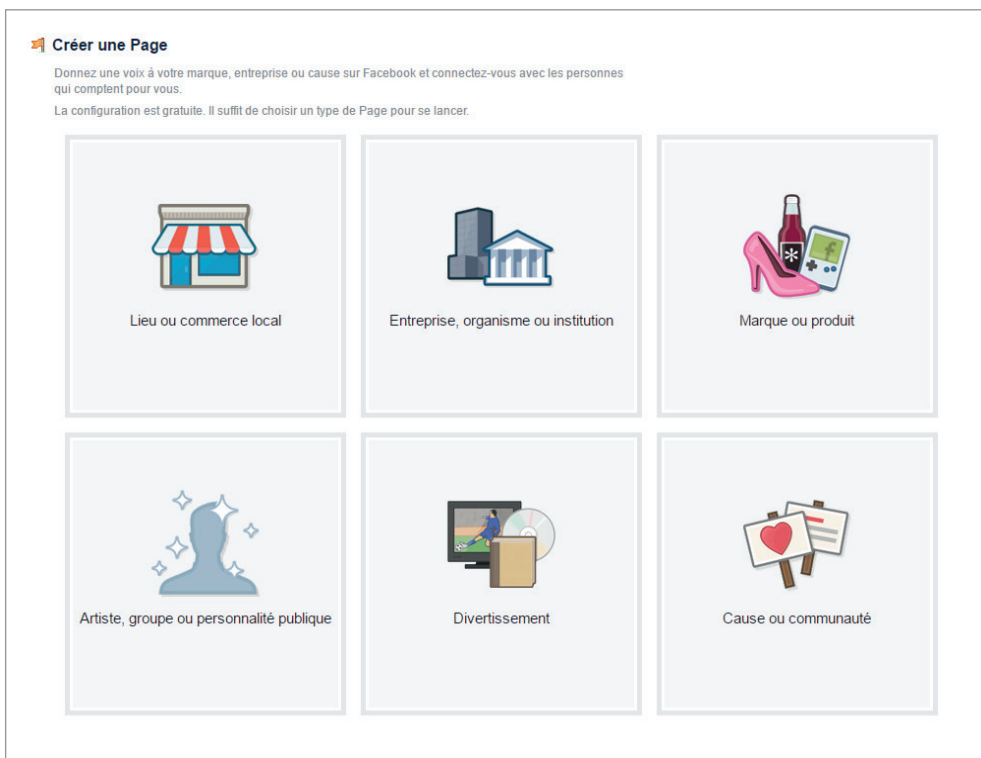 Créer une Page
Donnez une voix à votre marque, entreprise ou cause sur Facebook et connectez-vous avec les personnes
qui comptent pour vous.
La configuration est gratuite. Il suffit de choisir un type de Page pour se lancer.
Lieu ou commerce local
Entreprise, organisme ou institution
Marque ou produit
Artiste, groupe ou personnalité publique
Divertissement
Cause ou communauté